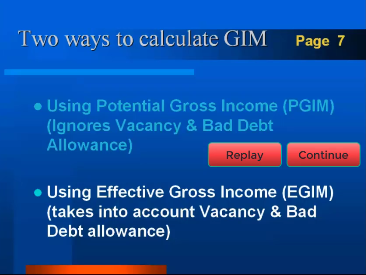 Two ways to calculate GIM
Page 7
Using Potential Gross Income (PGIM)
(Ignores Vacancy & Bad Debt
Allowance)
Replay
Continue
Using Effective Gross Income (EGIM)
(takes into account Vacancy & Bad
Debt allowance)